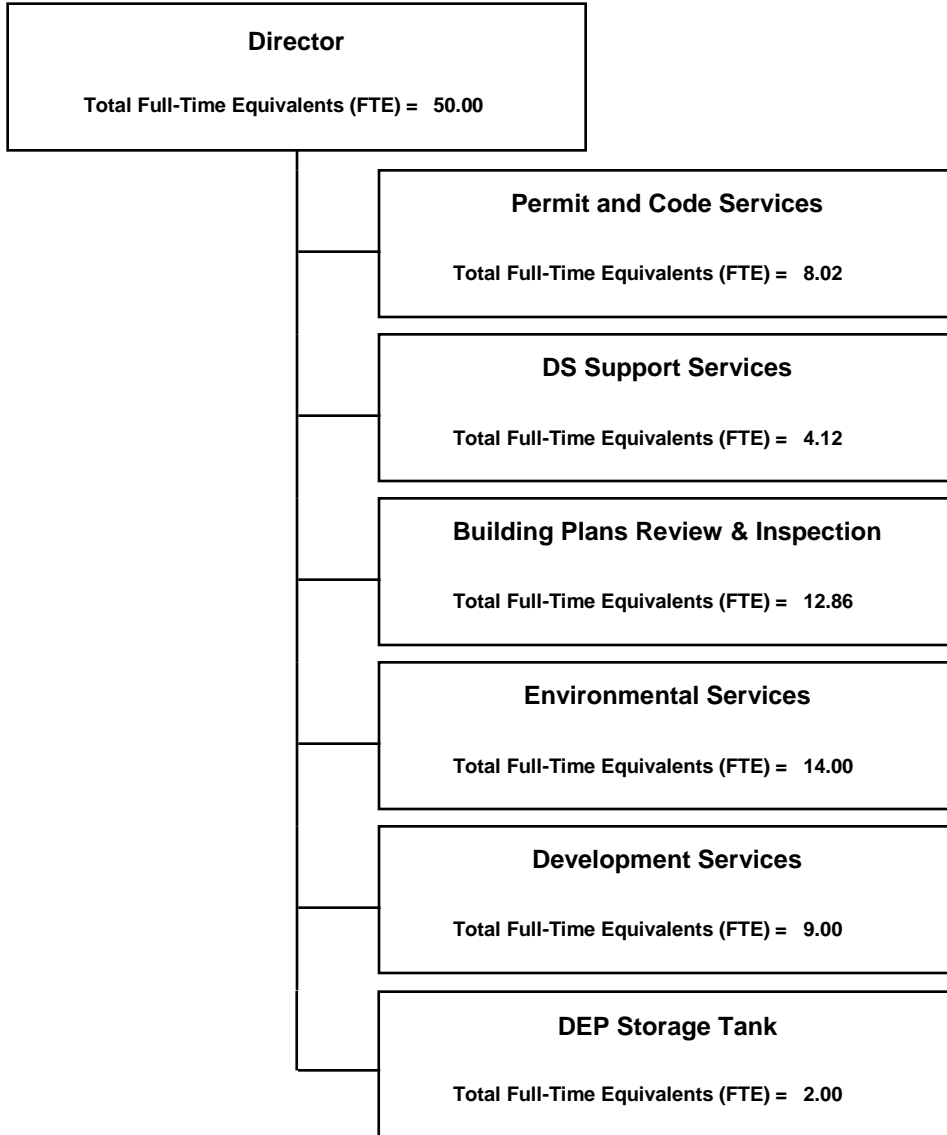 Director
Total Full-Time Equivalents (FTE) = 50.00
Permit and Code Services
Total Full-Time Equivalents (FTE) = 8.02
DS Support Services
Total Full-Time Equivalents (FTE) = 4.12
Building Plans Review & Inspection
Total Full-Time Equivalents (FTE) = 12.86
Environmental Services
Total Full-Time Equivalents (FTE) = 14.00
Development Services
Total Full-Time Equivalents (FTE) = 9.00
DEP Storage Tank
Total Full-Time Equivalents (FTE) = 2.00